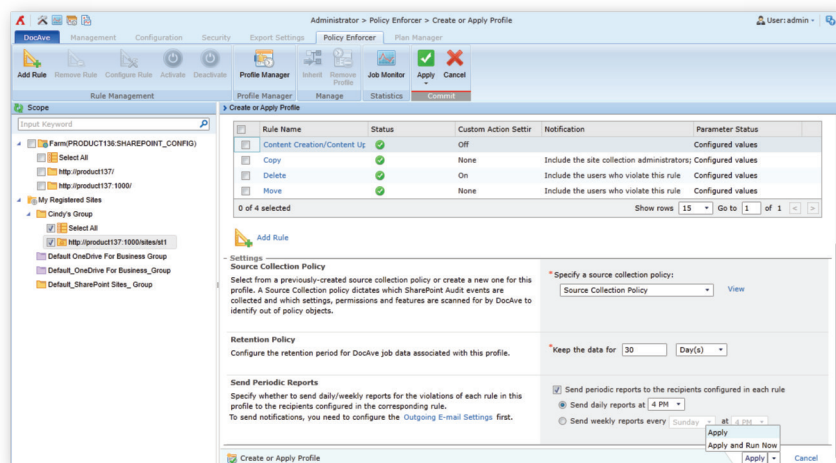 Administrator > Policy Enforcer > Create or Apply Profile
User: admin
DocAve Management Configuration Security Export Settings Policy Enforcer Plan Manager
Add Rule Remove Rule Configure Rule Activate Deactivate Profile Manager Inherit Remove Profile Job Monitor Apply Cancel
Rule Management Profile Manager Manage Statistics Commit
Scope
Input Keyword
Farm(PRODUCT136:SHAREPOINT_CONFIG)
Select All
http://product137/
http://product137:1000/
My Registered Sites
Cindy's Group
Select All
http://product137:1000/sites/st1
Default OneDrive For Business Group
Default_OneDrive For Business_Group
Default_SharePoint Sites_ Group
Create or Apply Profile
Rule Name Status Custom Action Settir Notification Parameter Status
Content Creation/Content Up Off Configured values
Copy None Include the site collection administrators; Configured values
Delete On Include the users who violate this rule Configured values
Move None Include the users who violate this rule Configured values
0 of 4 selected Show rows 15 Go to 1 of 1 < >
Add Rule
Settings
Source Collection Policy
Select from a previously-created source collection policy or create a new one for this
profile. A Source Collection policy dictates which SharePoint Audit events are
collected and which settings, permissions and features are scanned for by DocAve to
identify out of policy objects.
*Specify a source collection policy:
Source Collection Policy View
Retention Policy
Configure the retention period for DocAve job data associated with this profile.
*Keep the data for 30 Day(s)
Send Periodic Reports
Specify whether to send daily/weekly reports for the violations of each rule in this
profile to the recipients configured in the corresponding rule.
To send notifications, you need to configure the Outgoing E-mail Settings first.
Send periodic reports to the recipients configured in each rule
Send daily reports at 4 PM
Send weekly reports every Sunday at 4 PM
Apply
Apply and Run Now
Create or Apply Profile
Apply Cancel